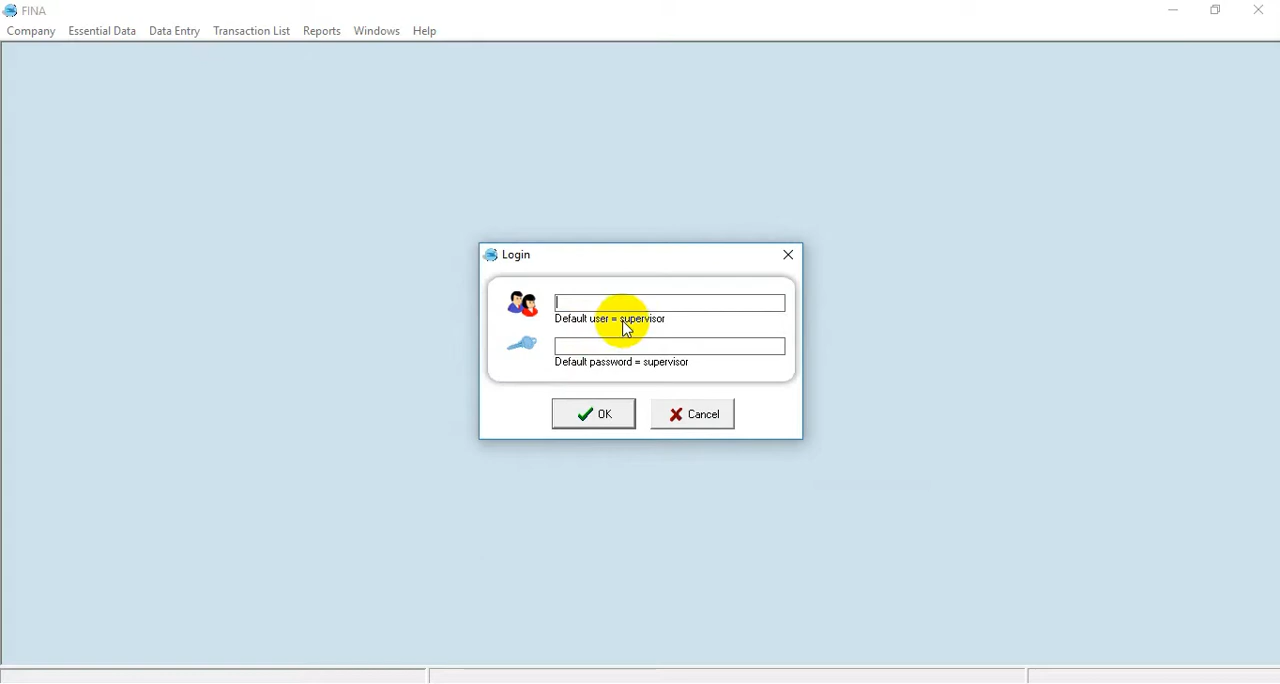 FINA
Company Essential Data Data Entry Transaction List Reports Windows Help
Login
Default user = supervisor
Default password = supervisor
OK Cancel